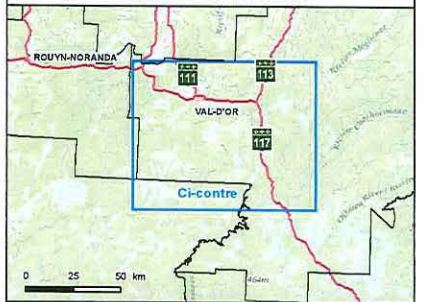 ROUYN-NORANDA
111
113
VAL-D'OR
117
Ci-contre
0 25 50 km